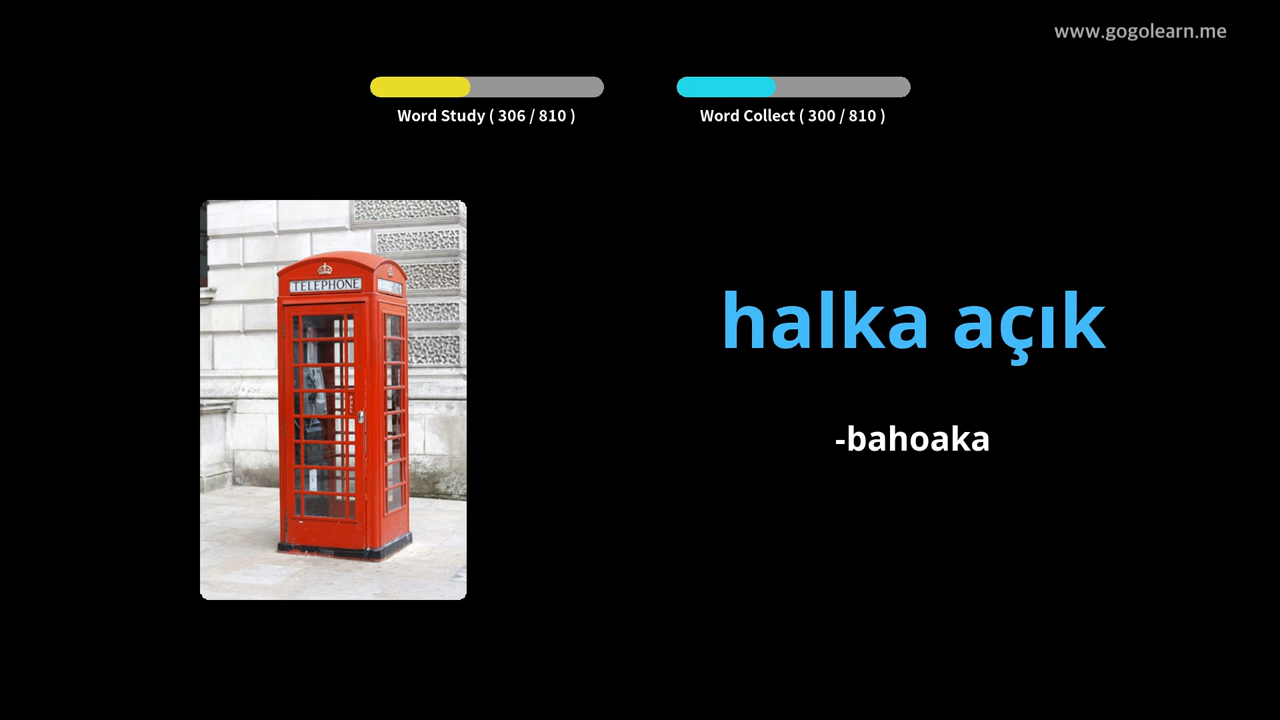 www.gogolearn.me
Word Study ( 306 / 810 )
Word Collect ( 300 / 810 )
TELEPHONE
halka açık
-bahoaka